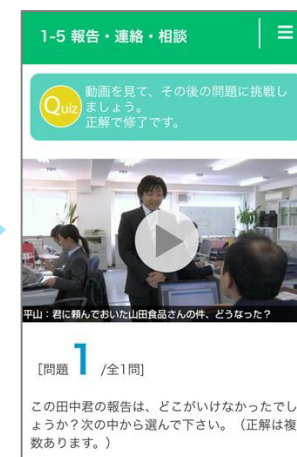 1-5 報告・連絡・相談
Quiz
動画を見て、その後の問題に挑戦し
ましょう。
正解で修了です。
平山：君に頼んでおいた山田食品さんの件、どうなった？
[問題 1 /全1問]
この田中君の報告は、どこがいけなかったでし
ょうか？次の中から選んで下さい。（正解は複
数あります。）